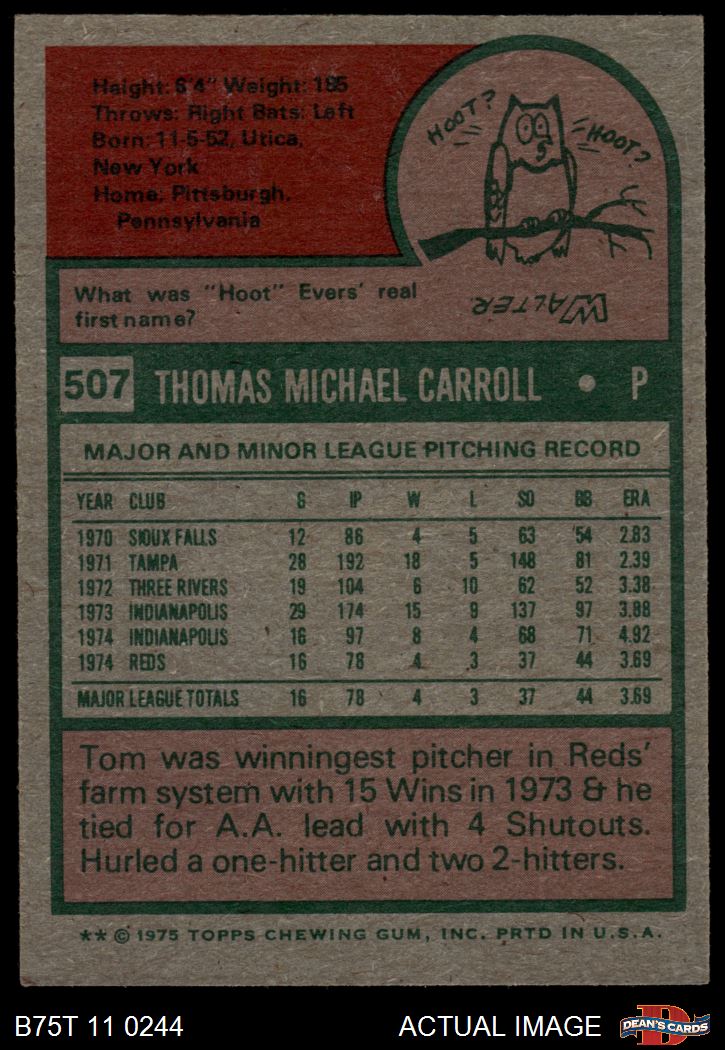 Height: 6'4" Weight: 185
Throws: Right Bats: Left
Born: 11-5-52, Utica,
New York
Home: Pittsburgh,
Pennsylvania
HOOT?
HOOT?
What was "Hoot" Evers' real
first name?
WALTER.
507 THOMAS MICHAEL CARROLL • P
MAJOR AND MINOR LEAGUE PITCHING RECORD
YEAR CLUB G IP W L SO BB ERA
1970 SIOUX FALLS 12 86 4 5 63 54 2.83
1971 TAMPA 28 192 18 5 148 81 2.39
1972 THREE RIVERS 19 104 6 10 62 52 3.38
1973 INDIANAPOLIS 29 174 15 9 137 97 3.88
1974 INDIANAPOLIS 16 97 8 4 68 71 4.92
1974 REDS 16 78 4 3 37 44 3.69
MAJOR LEAGUE TOTALS 16 78 4 3 37 44 3.69
Tom was winningest pitcher in Reds'
farm system with 15 Wins in 1973 & he
tied for A.A. lead with 4 Shutouts.
Hurled a one-hitter and two 2-hitters.
** © 1975 TOPPS CHEWING GUM, INC. PRTD IN U.S.A.
B75T 11 0244 ACTUAL IMAGE D DEAN'S CARDS